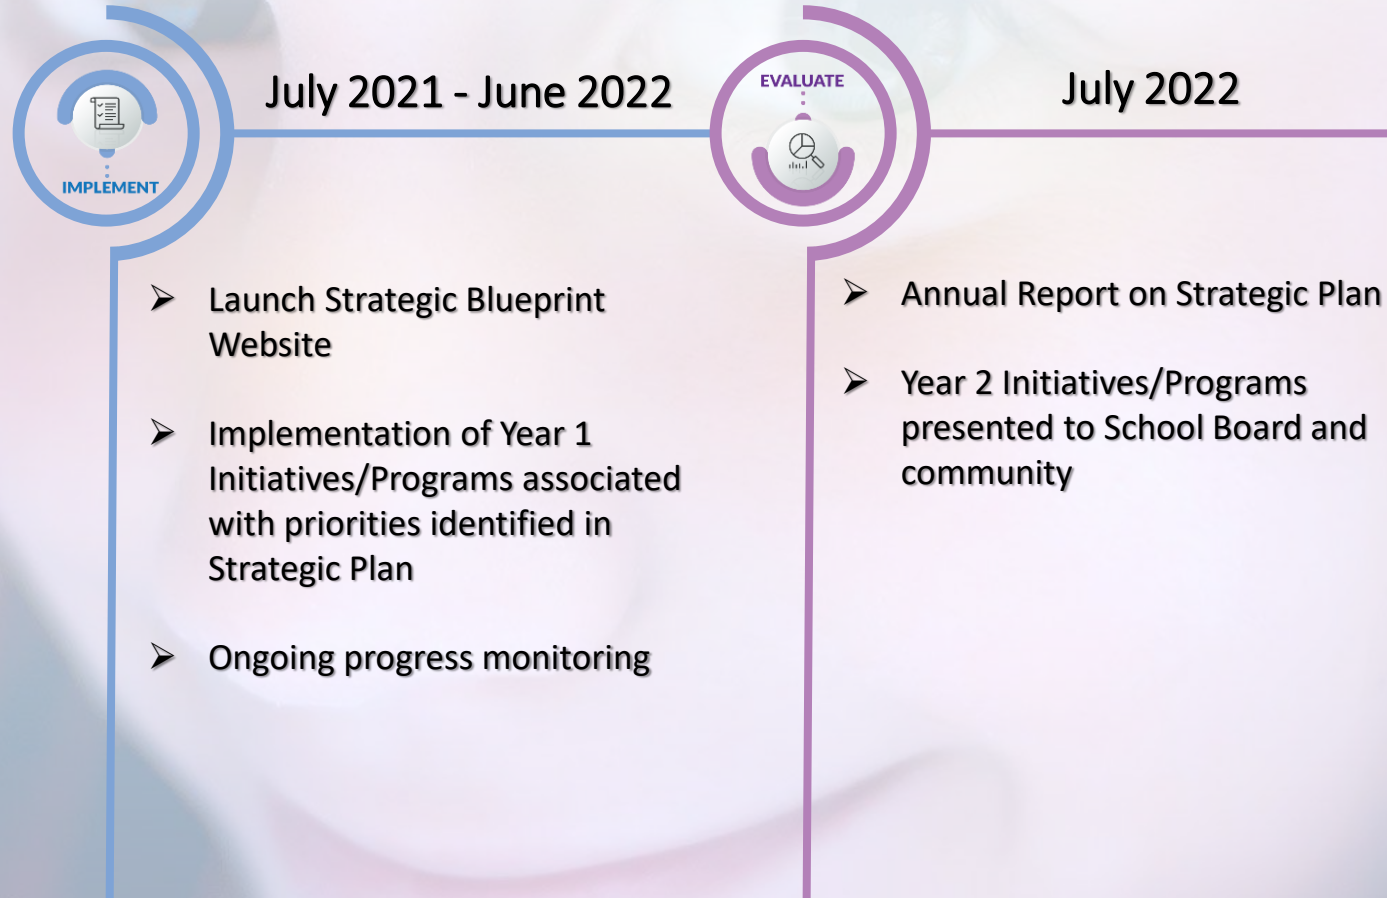 IMPLEMENT
July 2021 - June 2022
➢ Launch Strategic Blueprint
Website
➢ Implementation of Year 1
Initiatives/Programs associated
with priorities identified in
Strategic Plan
➢ Ongoing progress monitoring
EVALUATE
July 2022
➢ Annual Report on Strategic Plan
➢ Year 2 Initiatives/Programs
presented to School Board and
community